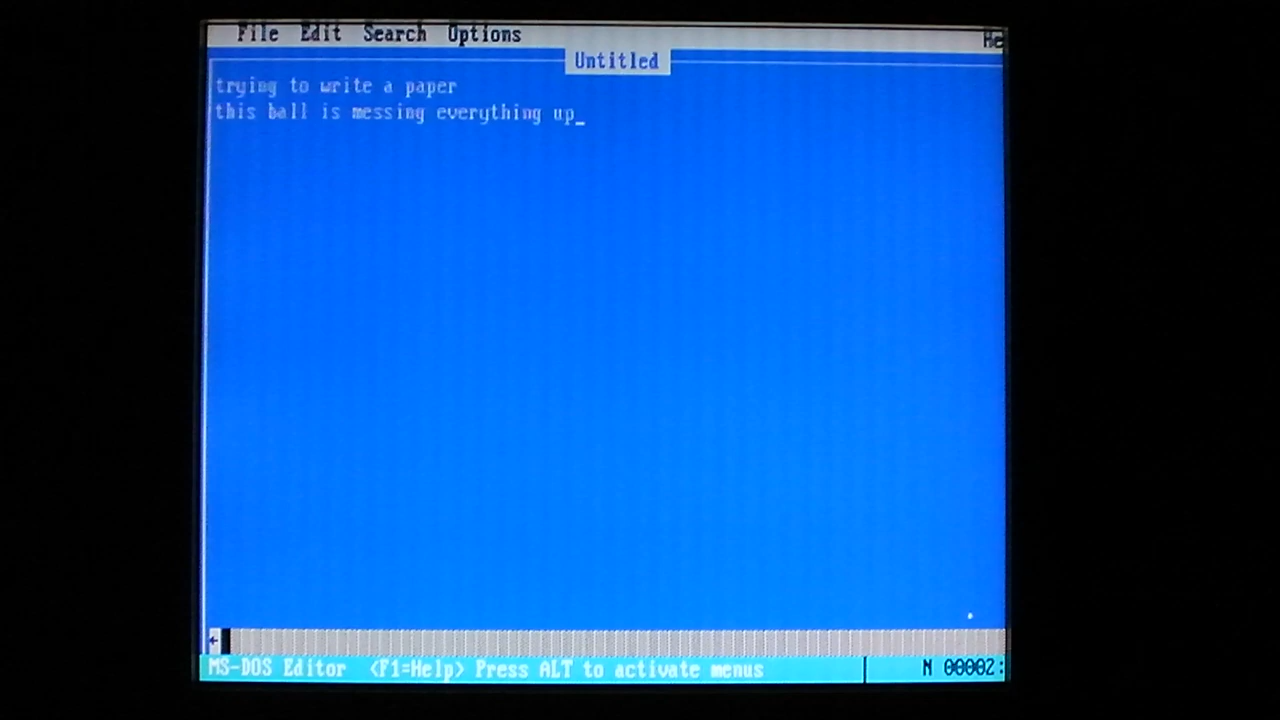 File Edit Search Options He
Untitled
trying to write a paper
this ball is messing everything up_
MS-DOS Editor <F1=Help> Press ALT to activate menus N 00002: